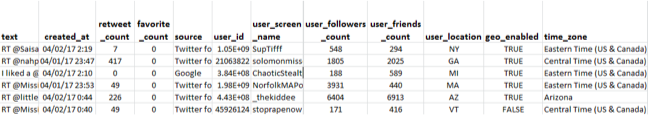 text created_at retweet_count favorite_count source user_id user_screen_name user_followers_count user_friends_count user_location geo_enabled time_zone
RT @Saisa 04/02/17 2:19 7 0 Twitter fo 1.05E+09 SupTifff 548 294 NY TRUE Eastern Time (US & Canada)
RT @nahp 04/01/17 23:47 417 0 Twitter fo 21063822 solomonmiss 1805 2025 GA TRUE Central Time (US & Canada)
I liked a @ 04/02/17 2:10 0 0 Google 3.84E+08 ChaoticStealt 188 589 MI TRUE Eastern Time (US & Canada)
RT @Missi 04/01/17 23:53 49 0 Twitter fo 1.98E+09 NorfolkMAPo 3931 440 MA TRUE Eastern Time (US & Canada)
RT @little 04/02/17 0:44 226 0 Twitter fo 4.43E+08 _thekiddee 6404 6913 AZ TRUE Arizona
RT @Missi 04/02/17 0:40 49 0 Twitter fo 45926124 stoprapenow 171 416 VT FALSE Central Time (US & Canada)